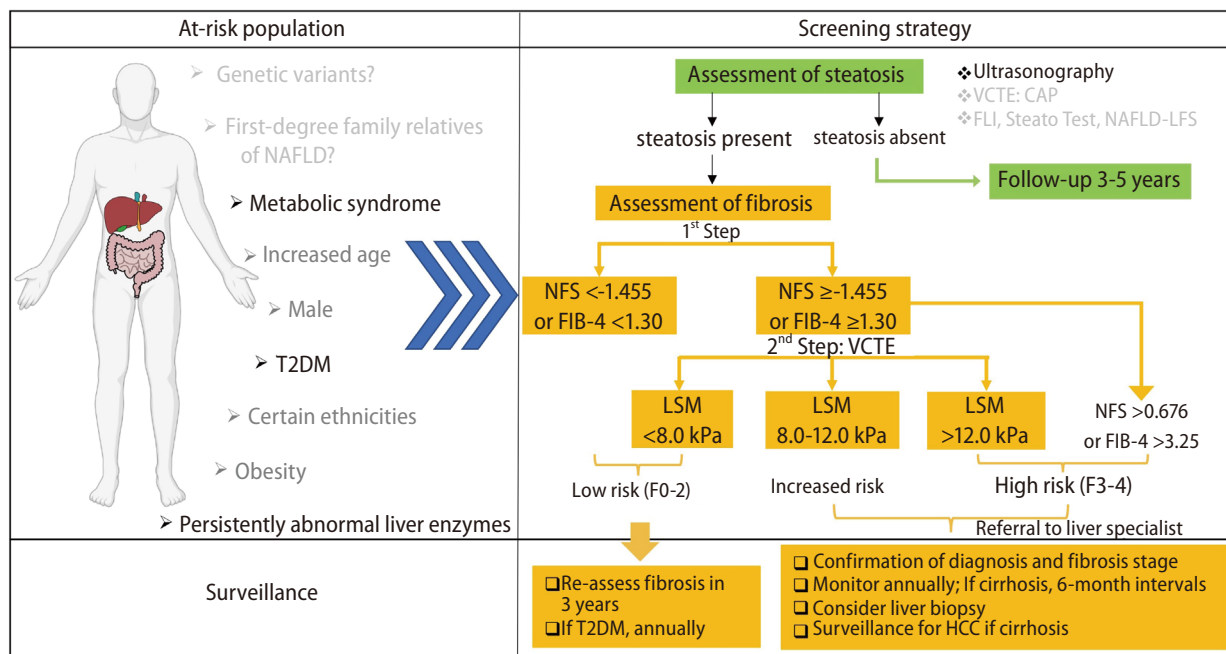 At-risk population
Screening strategy
➢ Genetic variants?
➢ First-degree family relatives
of NAFLD?
➢ Metabolic syndrome
➢ Increased age
➢ Male
➢ T2DM
➢ Certain ethnicities
➢ Obesity
➢ Persistently abnormal liver enzymes
Assessment of steatosis
❖Ultrasonography
❖VCTE: CAP
❖FLI, Steato Test, NAFLD-LFS
steatosis present
steatosis absent
Follow-up 3-5 years
Assessment of fibrosis
1st Step
NFS <-1.455
or FIB-4 <1.30
NFS ≥-1.455
or FIB-4 ≥1.30
2nd Step: VCTE
LSM
<8.0 kPa
LSM
8.0-12.0 kPa
LSM
>12.0 kPa
NFS >0.676
or FIB-4 >3.25
Low risk (F0-2)
Increased risk
High risk (F3-4)
Referral to liver specialist
Surveillance
❑Re-assess fibrosis in
3 years
❑If T2DM, annually
❑ Confirmation of diagnosis and fibrosis stage
❑ Monitor annually; If cirrhosis, 6-month intervals
❑ Consider liver biopsy
❑ Surveillance for HCC if cirrhosis